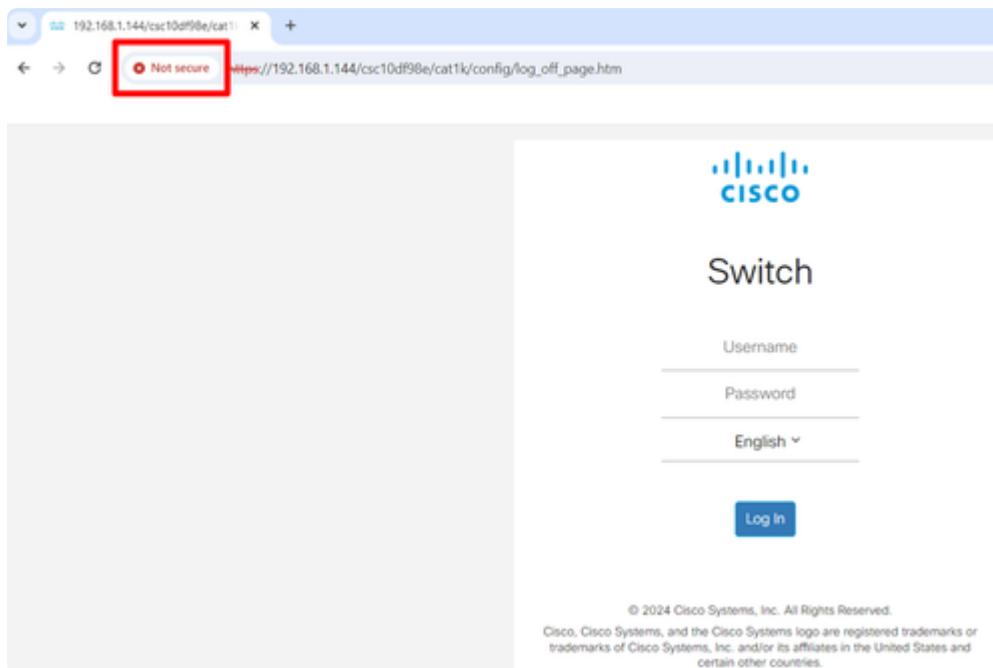 192.168.1.144/csc10df98e/cat1
Not secure https://192.168.1.144/csc10df98e/cat1k/config/log_off_page.htm
CISCO
Switch
Username
Password
English
Log In
© 2024 Cisco Systems, Inc. All Rights Reserved.
Cisco, Cisco Systems, and the Cisco Systems logo are registered trademarks or
trademarks of Cisco Systems, Inc. and/or its affiliates in the United States and
certain other countries.